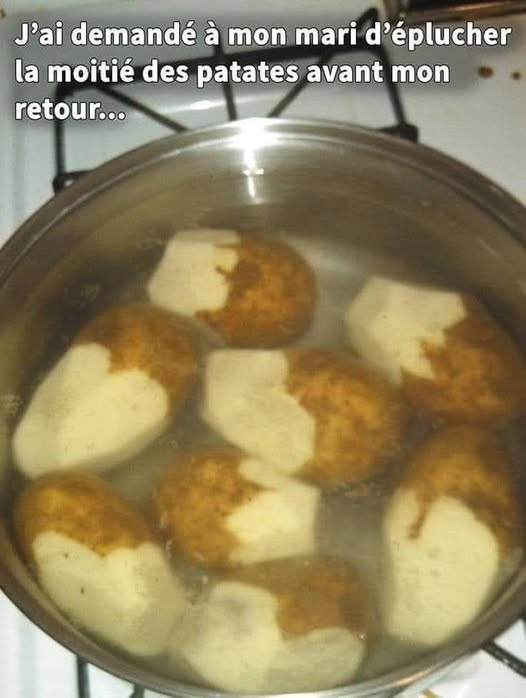 J’ai demandé à mon mari d’éplucher
la moitié des patates avant mon
retour...